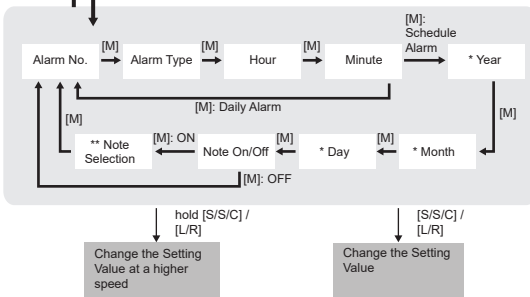 [M]:
Schedule
Alarm
[M]
[M]
[M]
Alarm No.
Alarm Type
Hour
Minute
* Year
[M]: Daily Alarm
[M]
[M]
[M]: ON
[M]
[M]
** Note
Selection
Note On/Off
* Day
* Month
[M]: OFF
hold [S/S/C] /
[L/R]
[S/S/C] /
[L/R]
Change the Setting
Value at a higher
speed
Change the Setting
Value